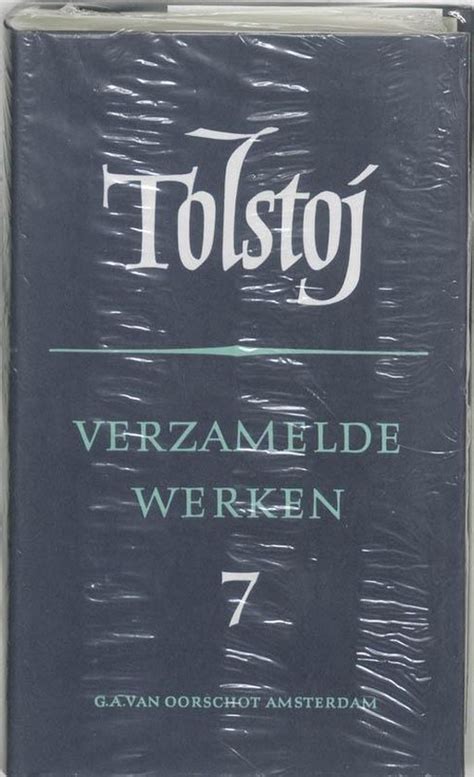 Tolstoj
VERZAMELDE
WERKEN
7
G.A. VAN OORSCHOT AMSTERDAM